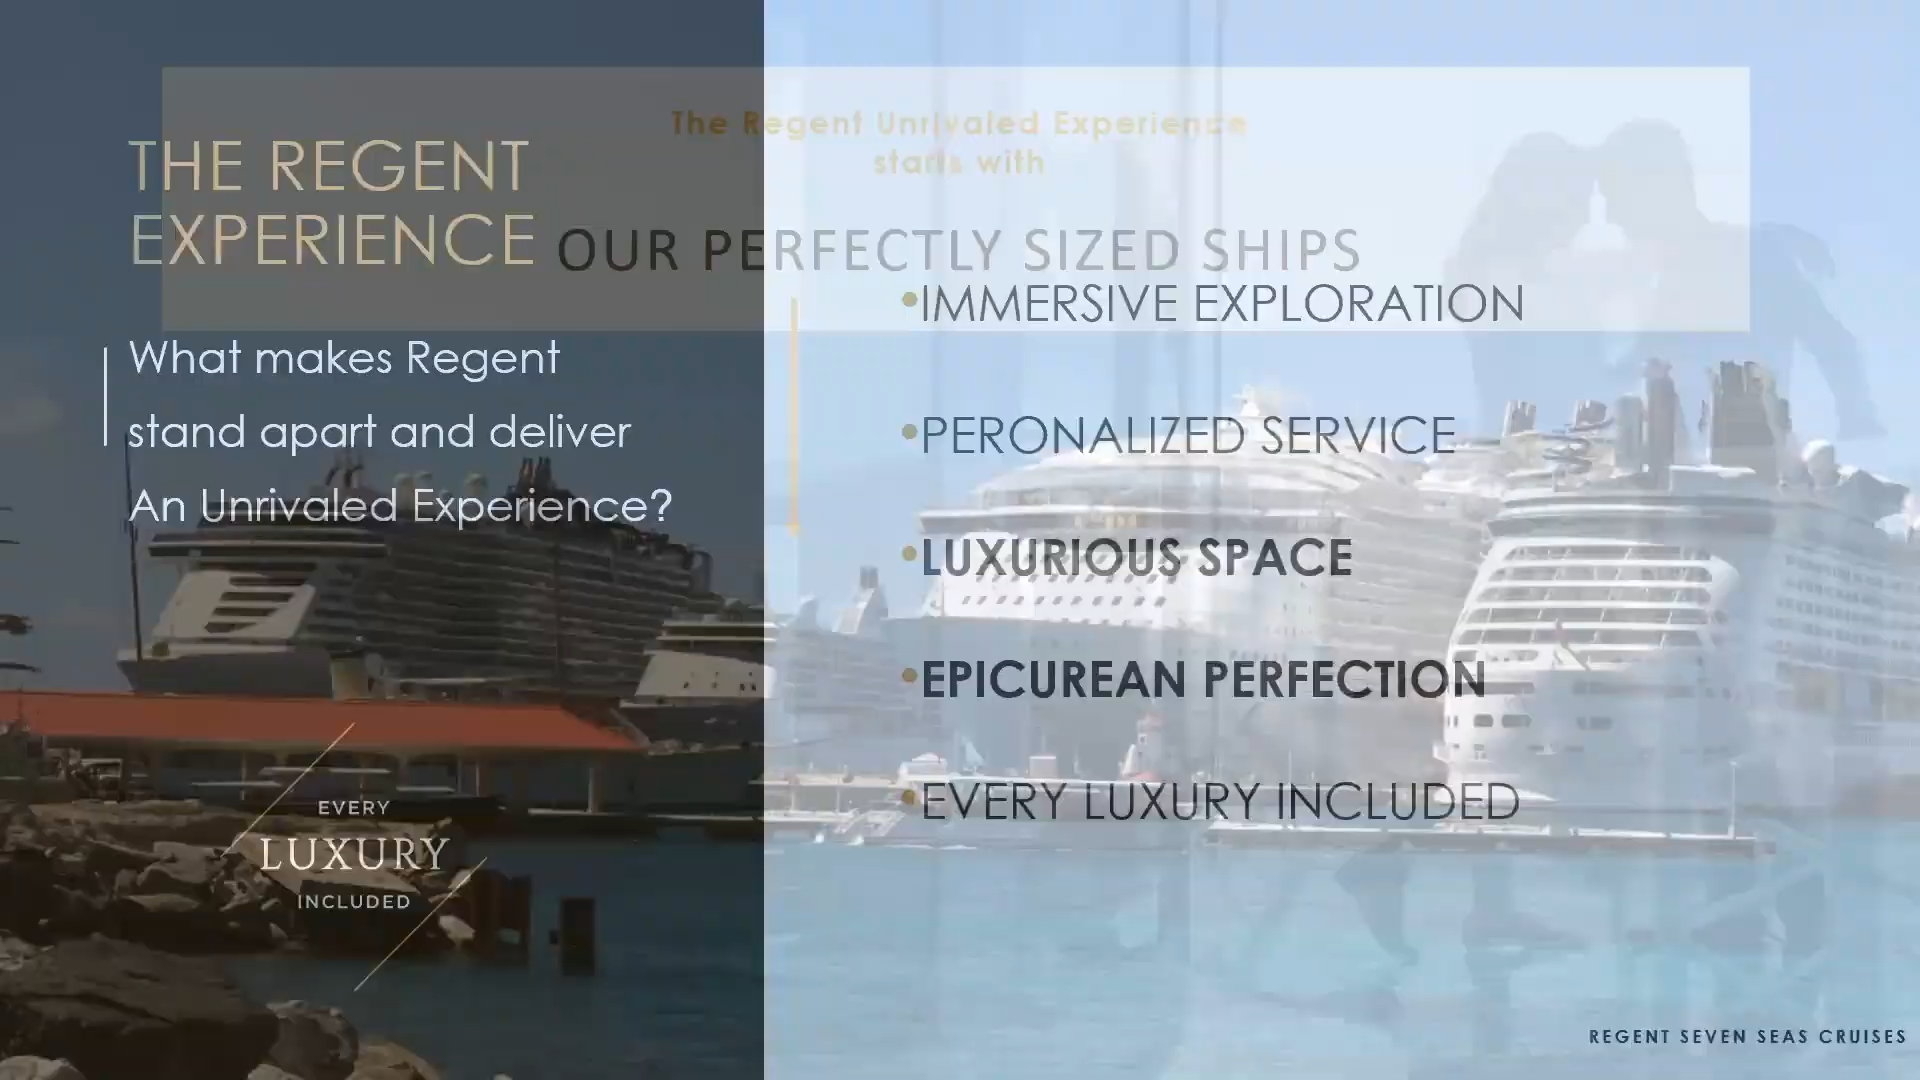 The Regent Unrivaled Experience
starts with
THE REGENT
EXPERIENCE
OUR PERFECTLY SIZED SHIPS
What makes Regent
stand apart and deliver
An Unrivaled Experience?
•IMMERSIVE EXPLORATION
•PERONALIZED SERVICE
•LUXURIOUS SPACE
•EPICUREAN PERFECTION
•EVERY LUXURY INCLUDED
EVERY
LUXURY
INCLUDED
REGENT SEVEN SEAS CRUISES